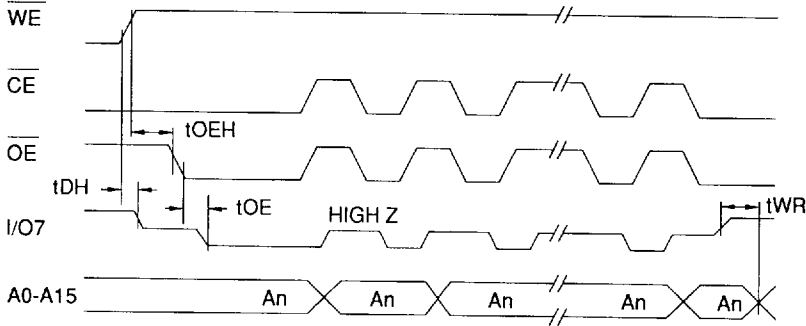 WE
CE
tOEH
OE
tDH
tOE
HIGH Z
tWR
I/O7
A0-A15 An An An An An